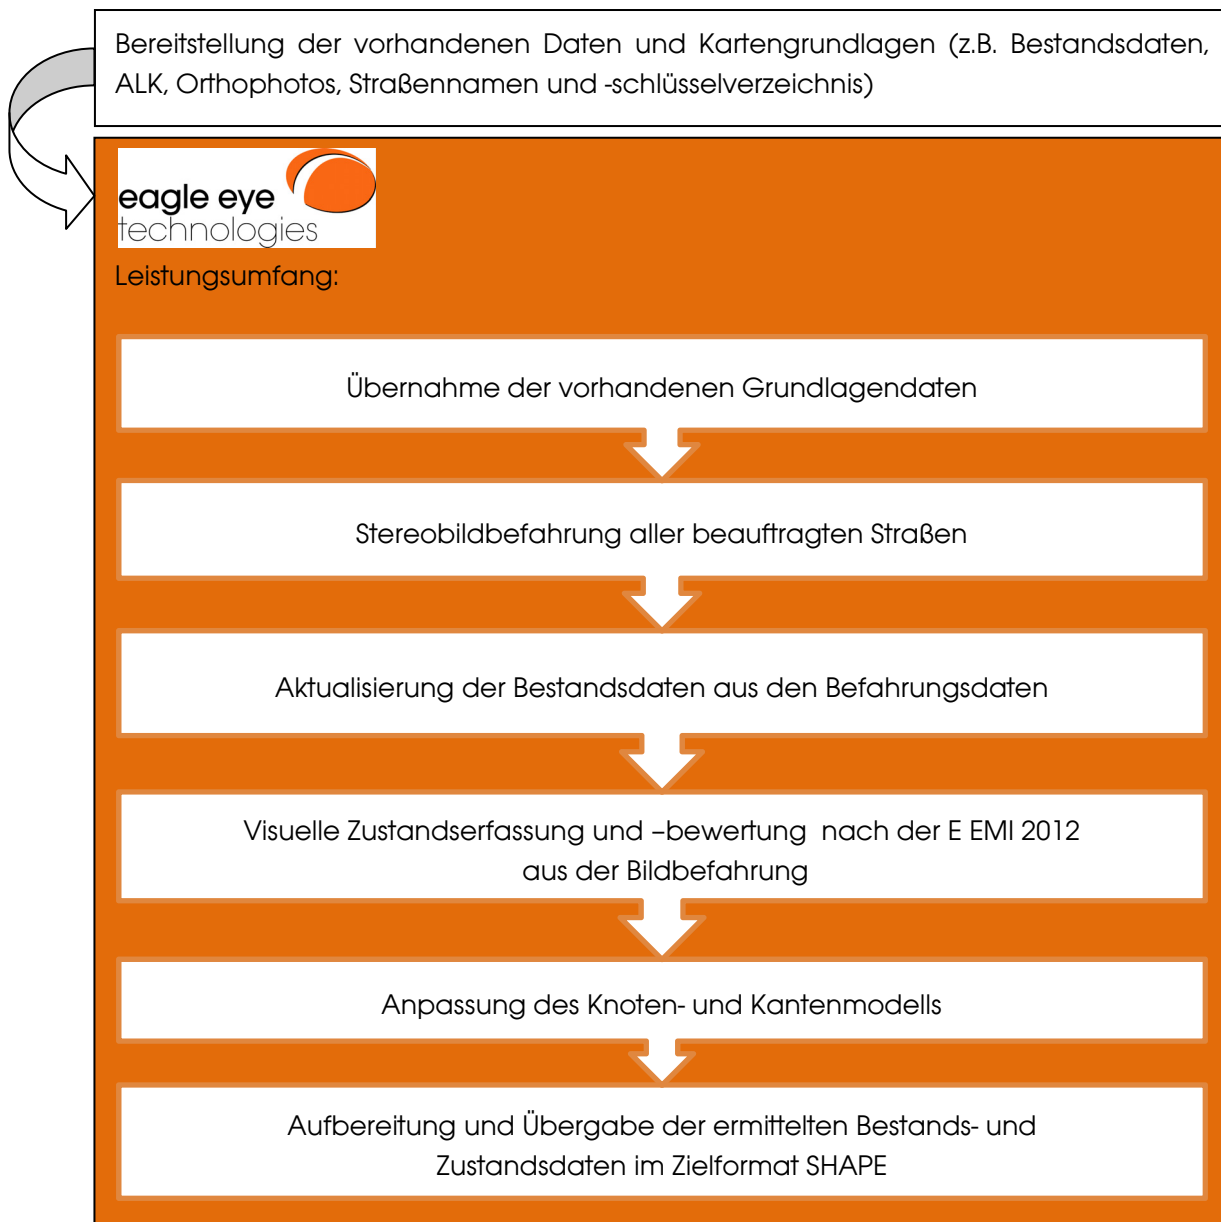 Bereitstellung der vorhandenen Daten und Kartengrundlagen (z.B. Bestandsdaten,
ALK, Orthophotos, Straßennamen und -schlüsselverzeichnis)
eagle eye
technologies
Leistungsumfang:
Übernahme der vorhandenen Grundlagendaten
Stereobildbefahrung aller beauftragten Straßen
Aktualisierung der Bestandsdaten aus den Befahrungsdaten
Visuelle Zustandserfassung und –bewertung  nach der E EMI 2012
aus der Bildbefahrung
Anpassung des Knoten- und Kantenmodells
Aufbereitung und Übergabe der ermittelten Bestands- und
Zustandsdaten im Zielformat SHAPE